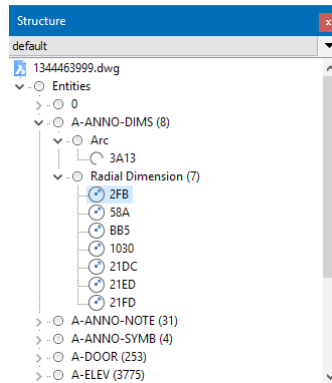 Structure
default
1344463999.dwg
Entities
0
A-ANNO-DIMS (8)
Arc
3A13
Radial Dimension (7)
2FB
58A
BB5
1030
21DC
21ED
21FD
A-ANNO-NOTE (31)
A-ANNO-SYMB (4)
A-DOOR (253)
A-ELEV (3775)